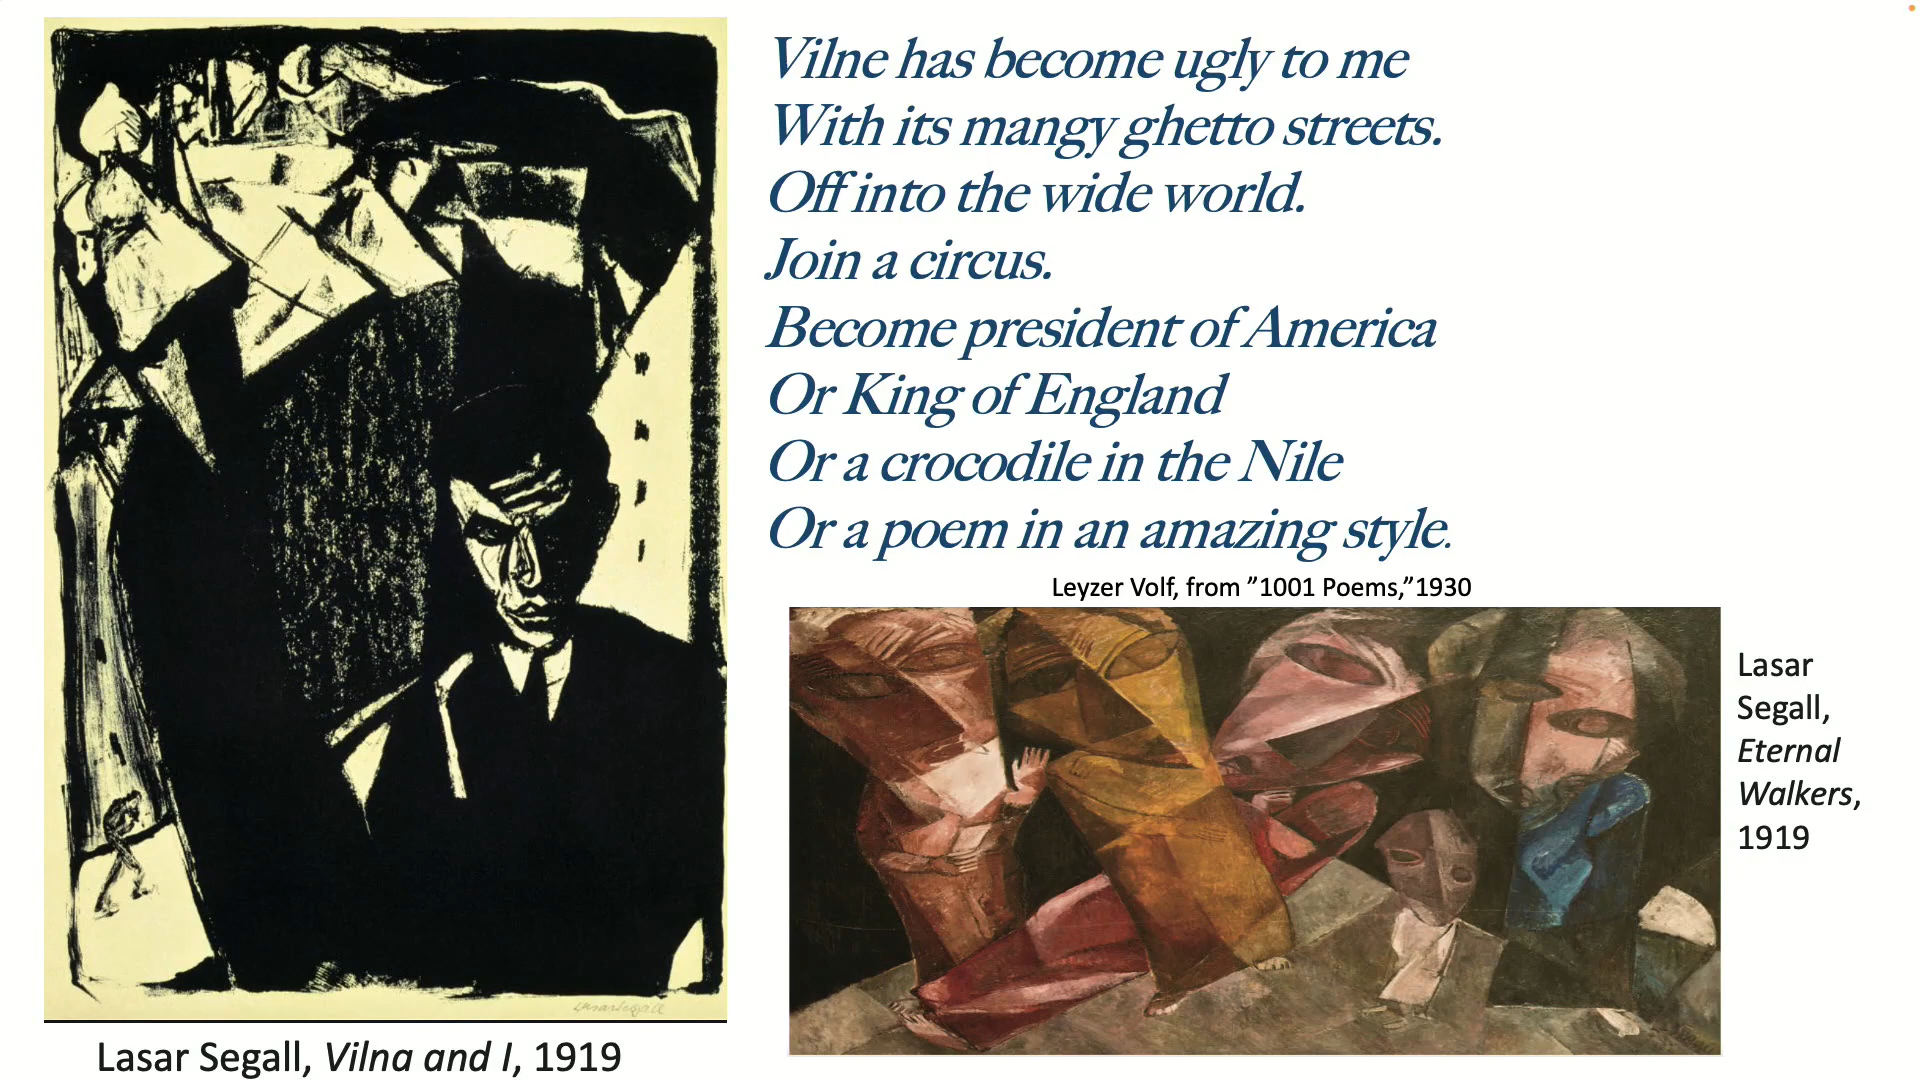 Vilne has become ugly to me
With its mangy ghetto streets.
Off into the wide world.
Join a circus.
Become president of America
Or King of England
Or a crocodile in the Nile
Or a poem in an amazing style.
Leyzer Volf, from ”1001 Poems,”1930
Lasar
Segall,
Eternal
Walkers,
1919
Lasar Segall
Lasar Segall, Vilna and I, 1919